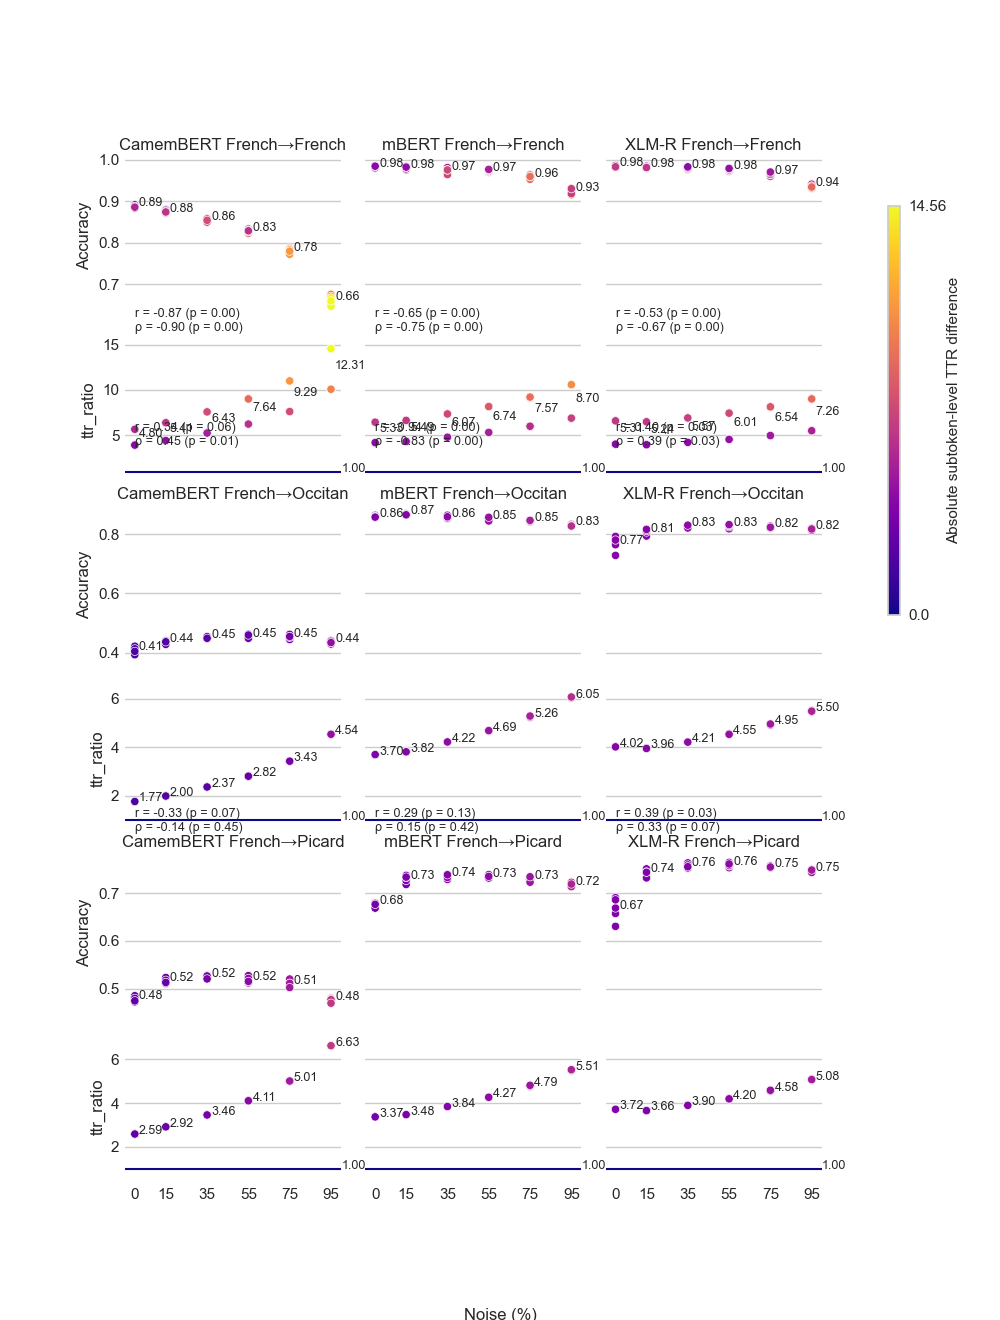 CamemBERT French→French
mBERT French→French
XLM-R French→French
1.0
0.9
0.8
0.7
Accuracy
0.89 0.88 0.86 0.83 0.78 0.66
0.98 0.98 0.97 0.97 0.96 0.93
0.98 0.98 0.98 0.98 0.97 0.94
r = -0.87 (p = 0.00)
ρ = -0.90 (p = 0.00)
r = -0.65 (p = 0.00)
ρ = -0.75 (p = 0.00)
r = -0.53 (p = 0.00)
ρ = -0.67 (p = 0.00)
15
10
5
ttr_ratio
4.80 6.43 7.64 9.29 12.31
6.07 6.74 7.57 8.70
5.57 6.01 6.54 7.26
ρ = 0.45 (p = 0.01)
ρ = -0.83 (p = 0.00)
ρ = 0.39 (p = 0.03)
1.00
1.00
1.00
CamemBERT French→Occitan
mBERT French→Occitan
XLM-R French→Occitan
0.8
0.6
0.4
Accuracy
0.41 0.44 0.45 0.45 0.45 0.44
0.86 0.87 0.86 0.85 0.85 0.83
0.77 0.81 0.83 0.83 0.82 0.82
6
4
2
ttr_ratio
1.77 2.00 2.37 2.82 3.43 4.54
3.70 3.82 4.22 4.69 5.26 6.05
4.02 3.96 4.21 4.55 4.95 5.50
r = -0.33 (p = 0.07)
ρ = -0.14 (p = 0.45)
r = 0.29 (p = 0.13)
ρ = 0.15 (p = 0.42)
r = 0.39 (p = 0.03)
ρ = 0.33 (p = 0.07)
1.00
1.00
1.00
CamemBERT French→Picard
mBERT French→Picard
XLM-R French→Picard
0.7
0.6
0.5
Accuracy
0.48 0.52 0.52 0.52 0.51 0.48
0.68 0.73 0.74 0.73 0.73 0.72
0.67 0.74 0.76 0.76 0.75 0.75
6
4
2
ttr_ratio
2.59 2.92 3.46 4.11 5.01 6.63
3.37 3.48 3.84 4.27 4.79 5.51
3.72 3.66 3.90 4.20 4.58 5.08
1.00
1.00
1.00
0 15 35 55 75 95
0 15 35 55 75 95
0 15 35 55 75 95
Noise (%)
14.56
0.0
Absolute subtoken-level TTR difference